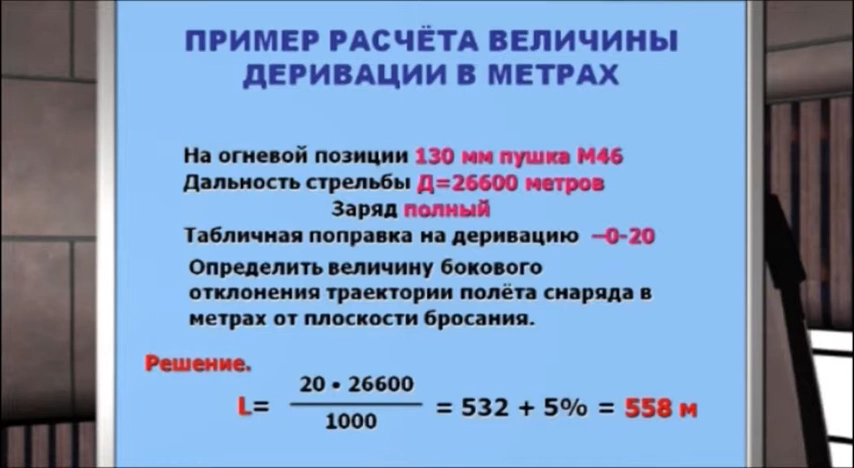 ПРИМЕР РАСЧЁТА ВЕЛИЧИНЫ
ДЕРИВАЦИИ В МЕТРАХ
На огневой позиции 130 мм пушка М46
Дальность стрельбы Д=26600 метров
Заряд полный
Табличная поправка на деривацию –0-20
Определить величину бокового
отклонения траектории полёта снаряда в
метрах от плоскости бросания.
Решение.
L= 20 • 26600 / 1000 = 532 + 5% = 558 м